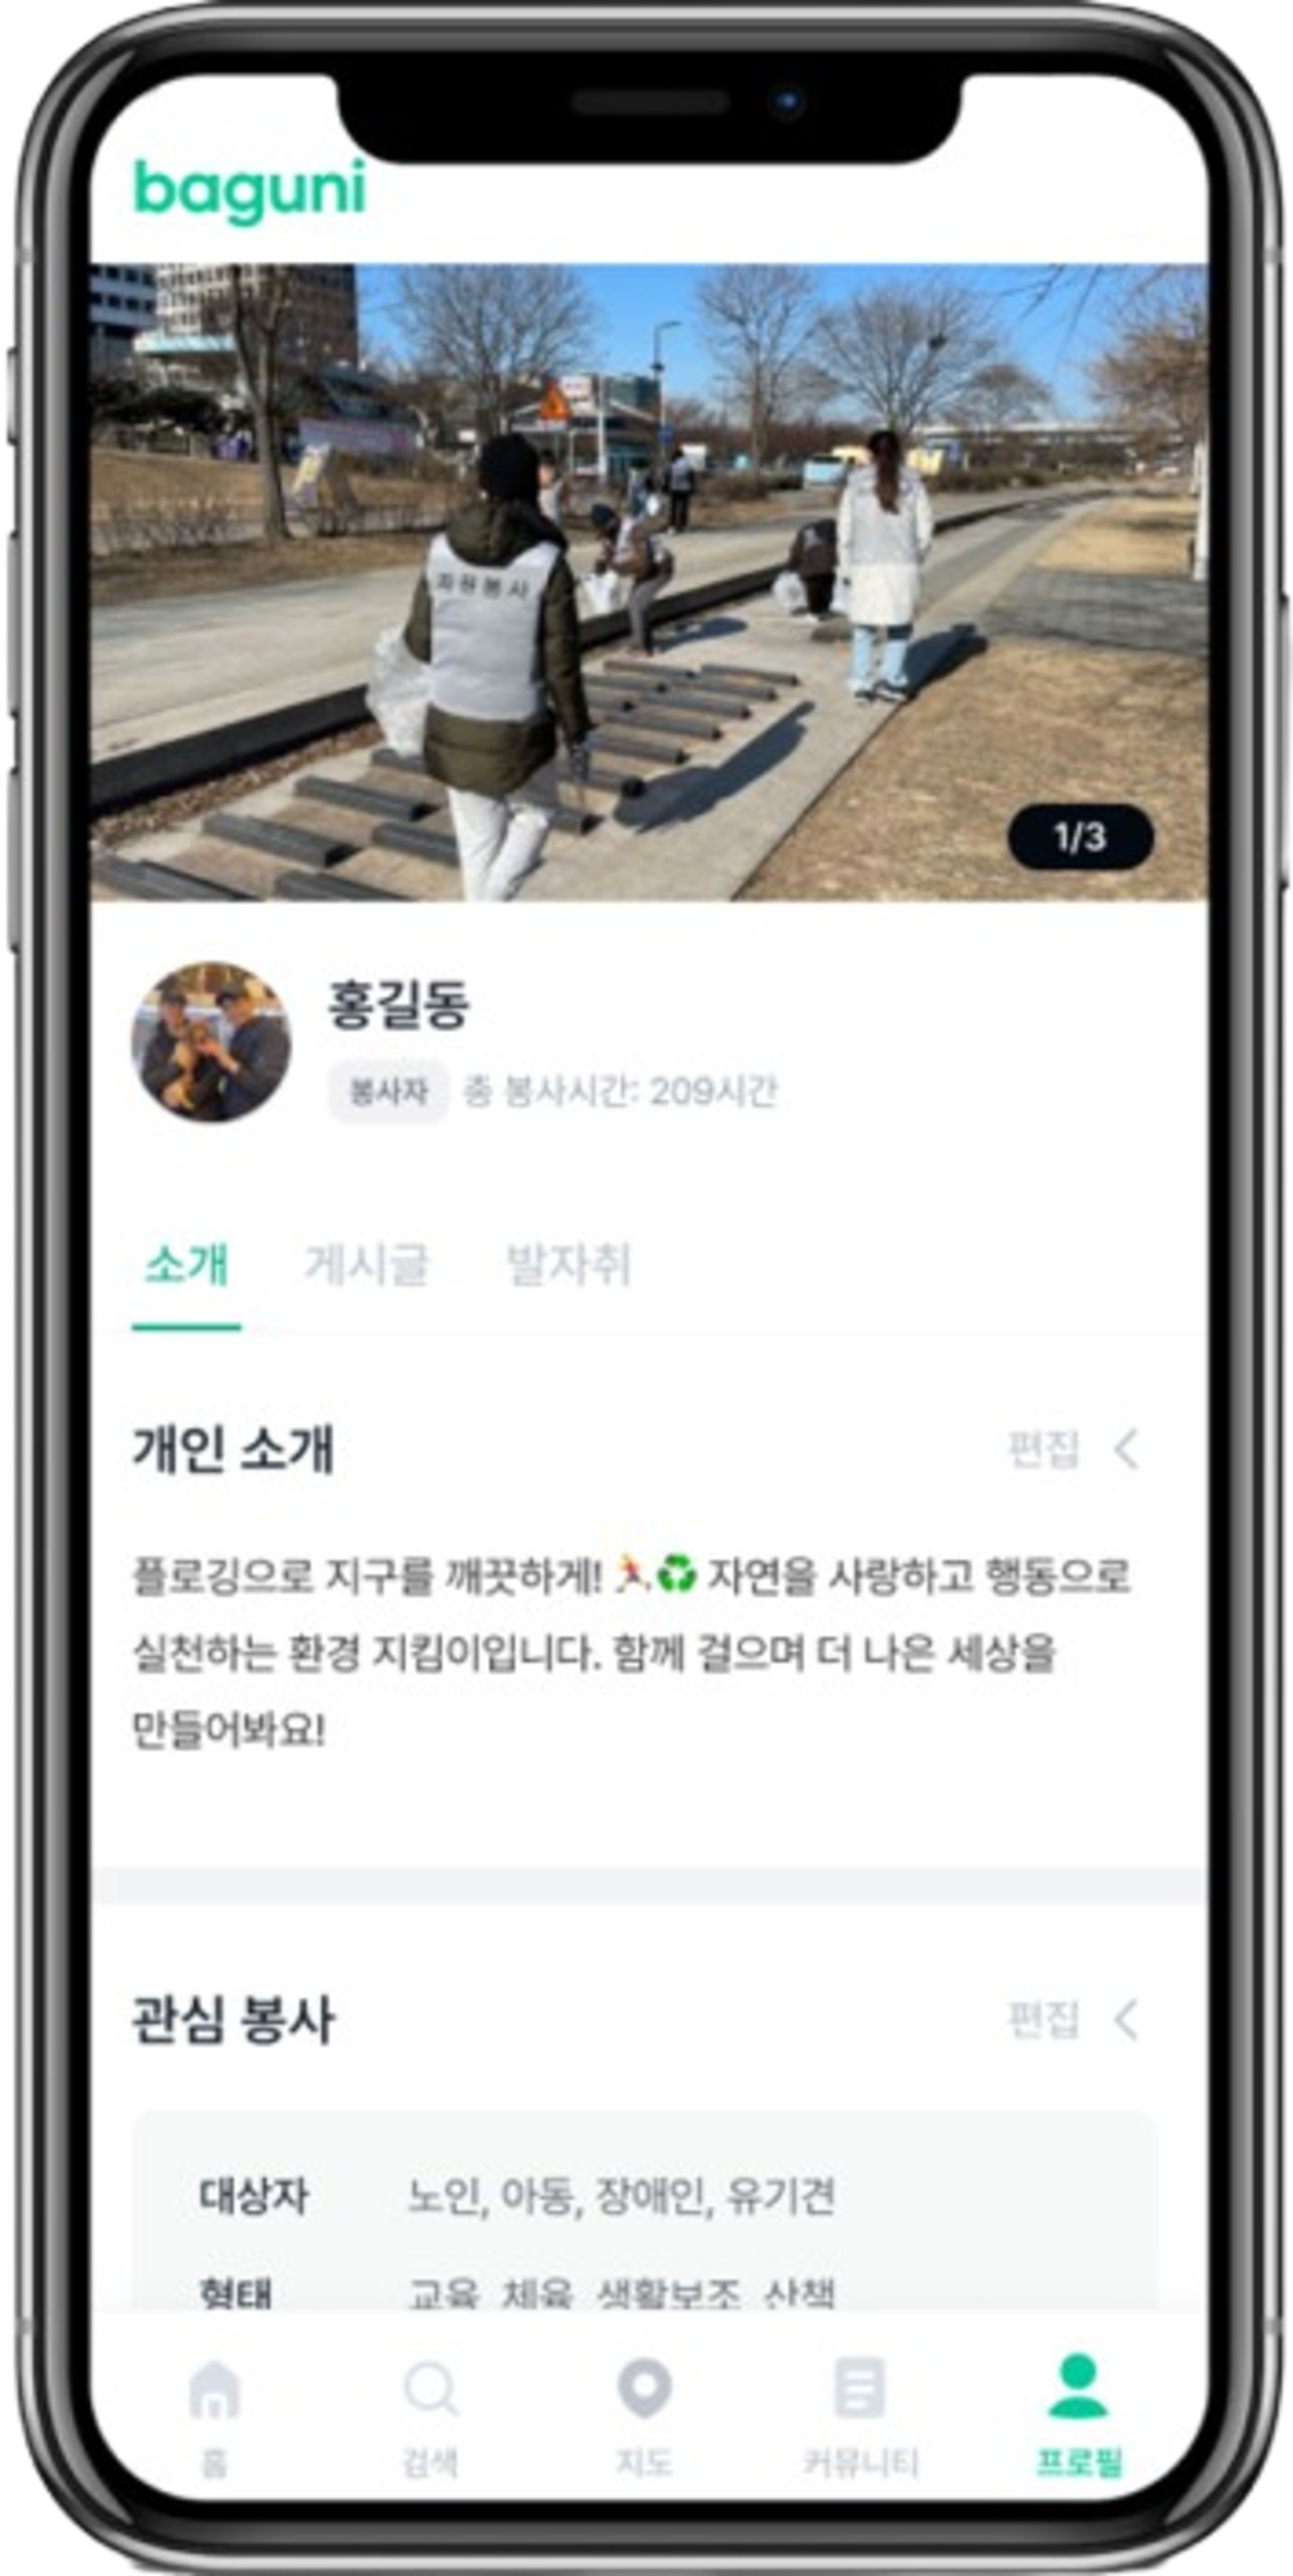 baguni
자원봉사
1/3
홍길동
봉사자 총 봉사시간: 209시간
소개 게시글 발자취
개인 소개 편집
플로깅으로 지구를 깨끗하게! 🏃♻️ 자연을 사랑하고 행동으로
실천하는 환경 지킴이입니다. 함께 걸으며 더 나은 세상을
만들어봐요!
관심 봉사 편집
대상자 노인, 아동, 장애인, 유기견
형태 교육, 체육, 생활보조, 산책
홈 검색 지도 커뮤니티 프로필